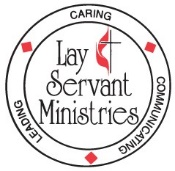 CARING
Lay
Servant
Ministries
LEADING
COMMUNICATING